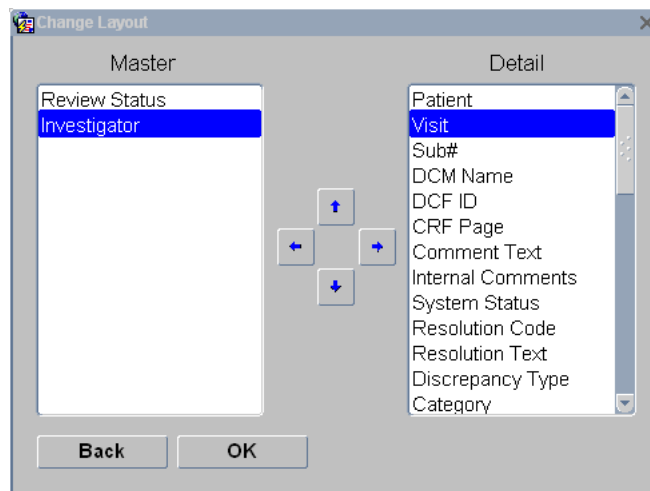 Change Layout
Master
Detail
Review Status
Investigator
Patient
Visit
Sub#
DCM Name
DCF ID
CRF Page
Comment Text
Internal Comments
System Status
Resolution Code
Resolution Text
Discrepancy Type
Category
Back
OK